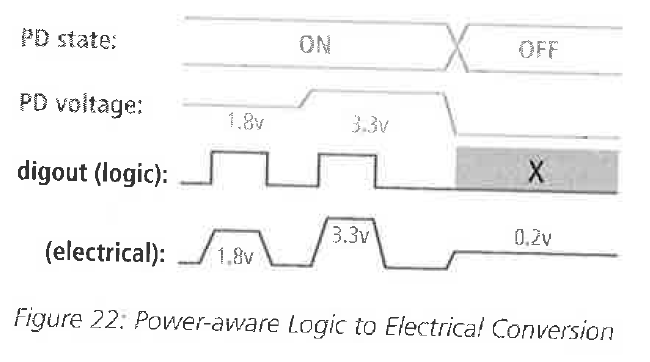 PD state:
ON
OFF
PD voltage:
1.8v
3.3v
digout (logic):
X
(electrical):
1.8v
3.3v
0.2v
Figure 22: Power-aware Logic to Electrical Conversion